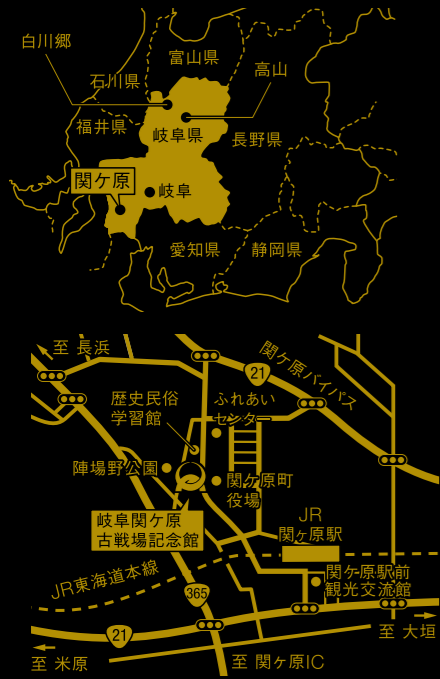 白川郷
富山県
石川県
高山
福井県
岐阜県
長野県
関ケ原
岐阜
愛知県
静岡県
至 長浜
21
関ケ原バイパス
歴史民俗
学習館
ふれあい
センター
陣場野公園
関ケ原町
役場
岐阜関ケ原
古戦場記念館
JR
関ヶ原駅
JR東海道本線
関ケ原駅前
観光交流館
365
21
至 大垣
至 米原
至 関ヶ原IC